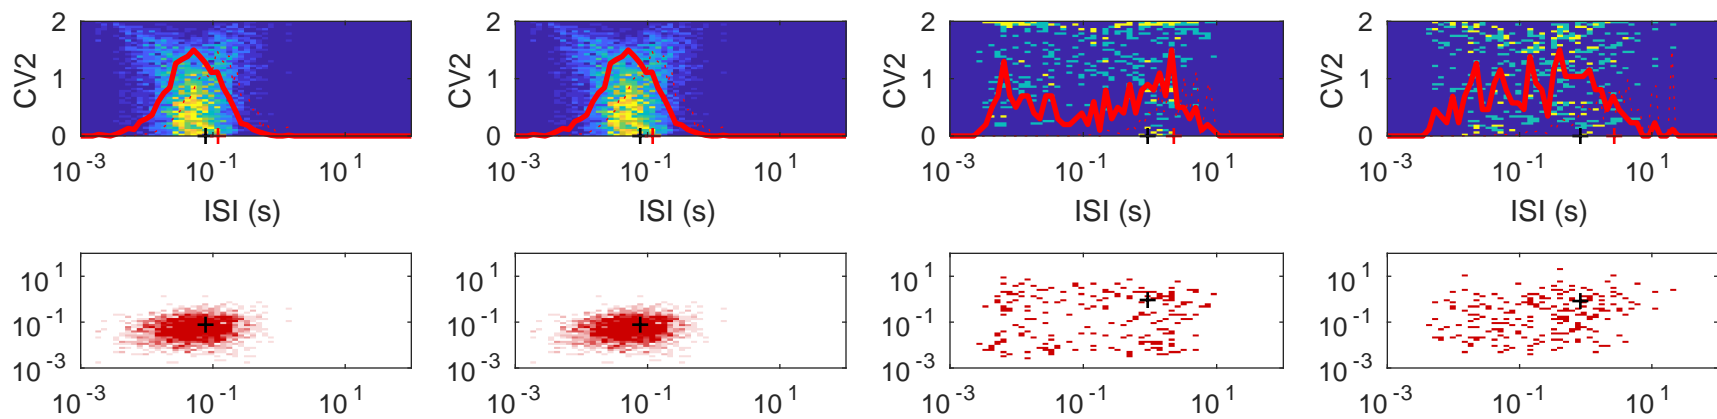 2 2 2 2
CV2 CV2 CV2 CV2
1 1 1 1
0 0 0 0
10^-3 10^-1 10^1 10^-3 10^-1 10^1 10^-3 10^-1 10^1 10^-3 10^-1 10^1
ISI (s) ISI (s) ISI (s) ISI (s)
10^1 10^1 10^1 10^1
10^-1 10^-1 10^-1 10^-1
10^-3 10^-3 10^-3 10^-3
10^-3 10^-1 10^1 10^-3 10^-1 10^1 10^-3 10^-1 10^1 10^-3 10^-1 10^1